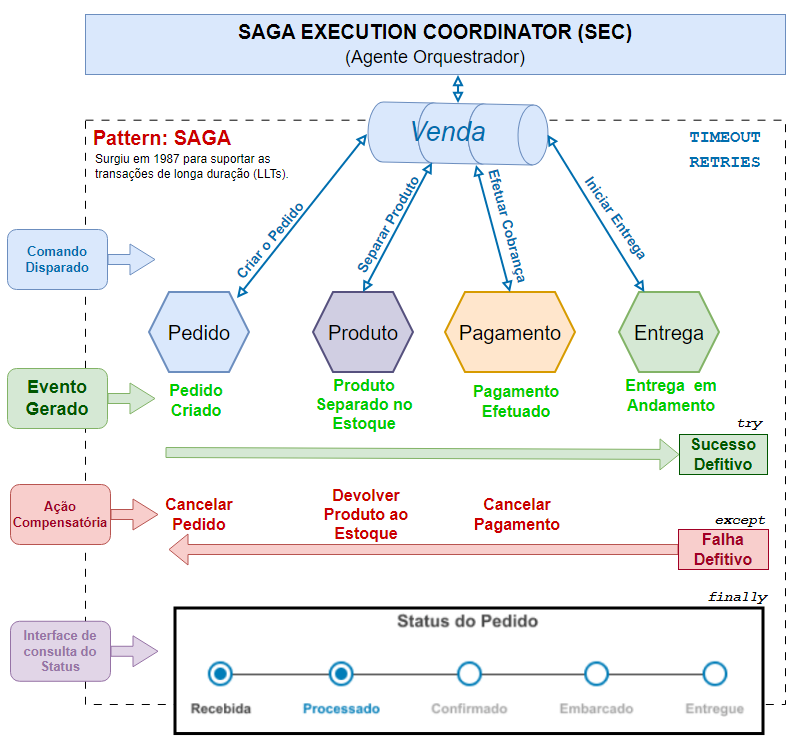 SAGA EXECUTION COORDINATOR (SEC)
(Agente Orquestrador)
Pattern: SAGA
Surgiu em 1987 para suportar as
transações de longa duração (LLTs).
Venda
TIMEOUT
RETRIES
Criar o Pedido
Separar Produto
Efetuar Cobrança
Iniciar Entrega
Comando
Disparado
Pedido
Produto
Pagamento
Entrega
Evento
Gerado
Pedido
Criado
Produto
Separado no
Estoque
Pagamento
Efetuado
Entrega em
Andamento
try
Sucesso
Defitivo
Ação
Compensatória
Cancelar
Pedido
Devolver
Produto ao
Estoque
Cancelar
Pagamento
except
Falha
Defitivo
finally
Interface de
consulta do
Status
Status do Pedido
Recebida
Processado
Confirmado
Embarcado
Entregue